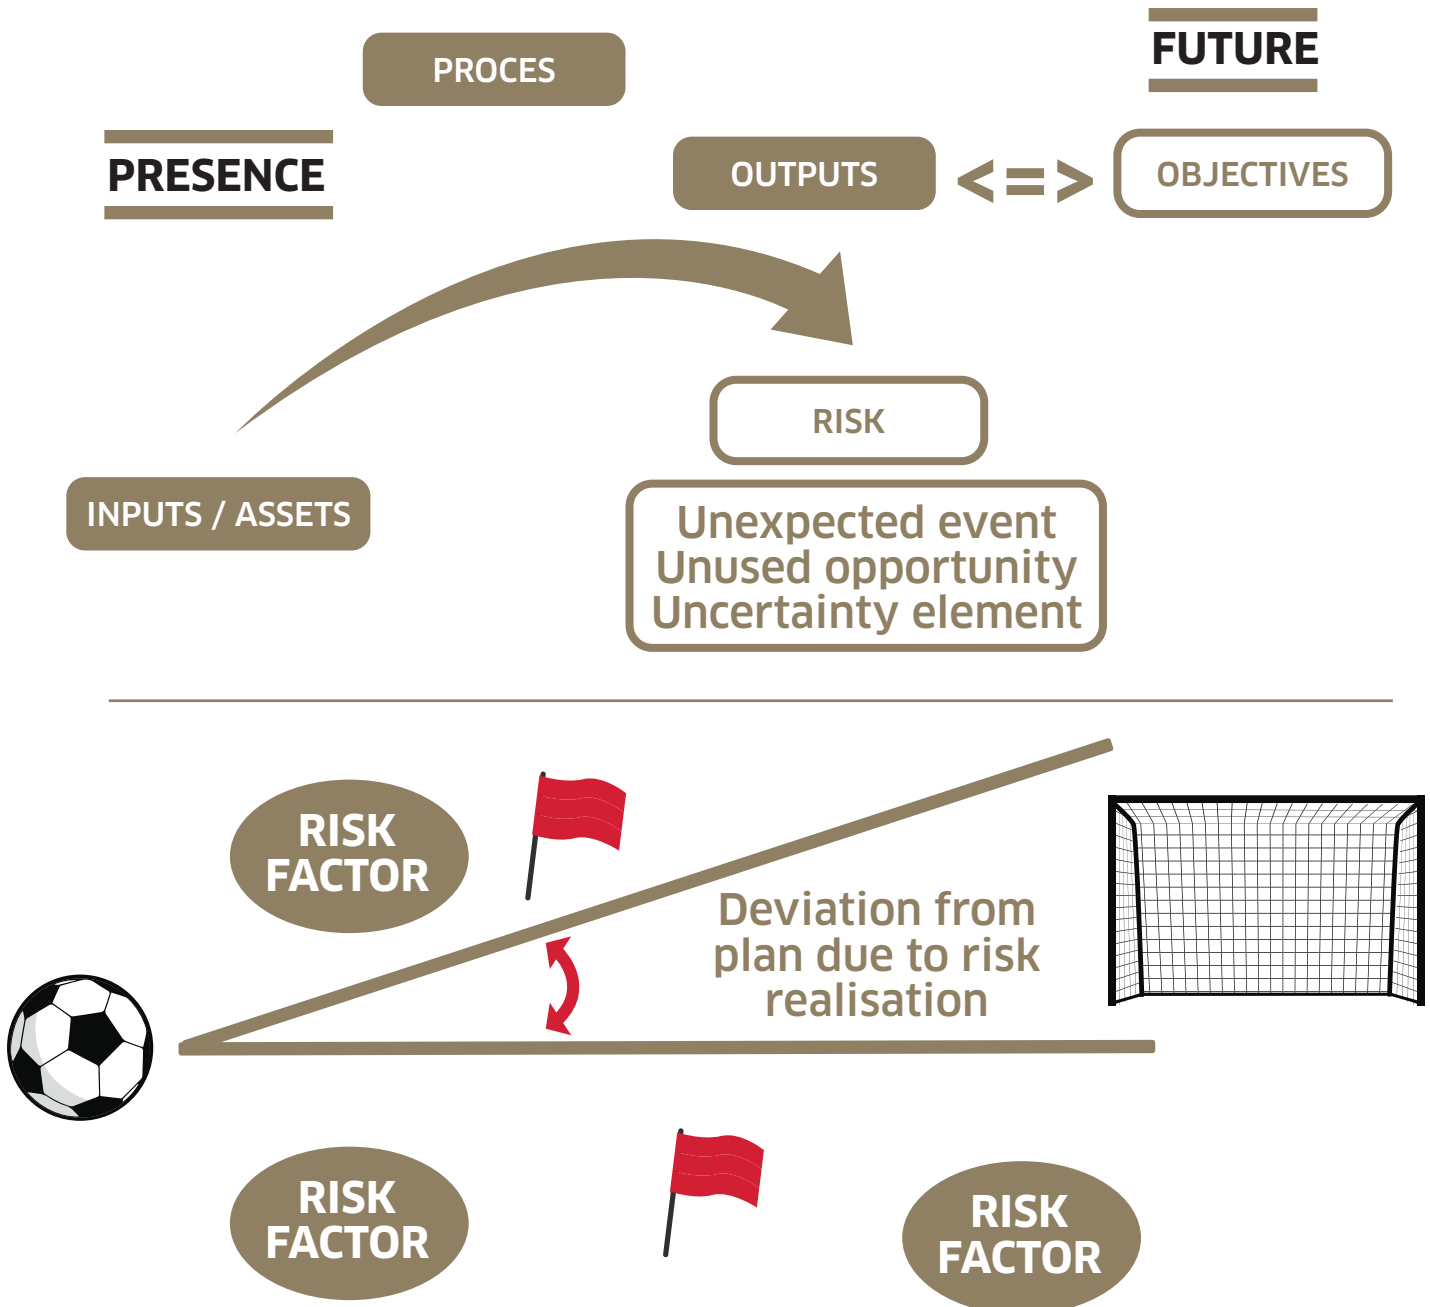 PROCES
FUTURE
PRESENCE
OUTPUTS
<=>
OBJECTIVES
RISK
INPUTS / ASSETS
Unexpected event
Unused opportunity
Uncertainty element
RISK
FACTOR
Deviation from
plan due to risk
realisation
RISK
FACTOR
RISK
FACTOR